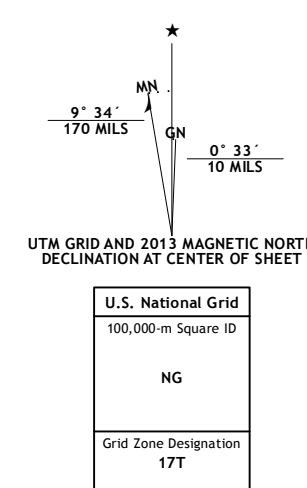 MN
9° 34´
170 MILS
GN
0° 33´
10 MILS
UTM GRID AND 2013 MAGNETIC NORTH
DECLINATION AT CENTER OF SHEET
U.S. National Grid
100,000-m Square ID
NG
Grid Zone Designation
17T